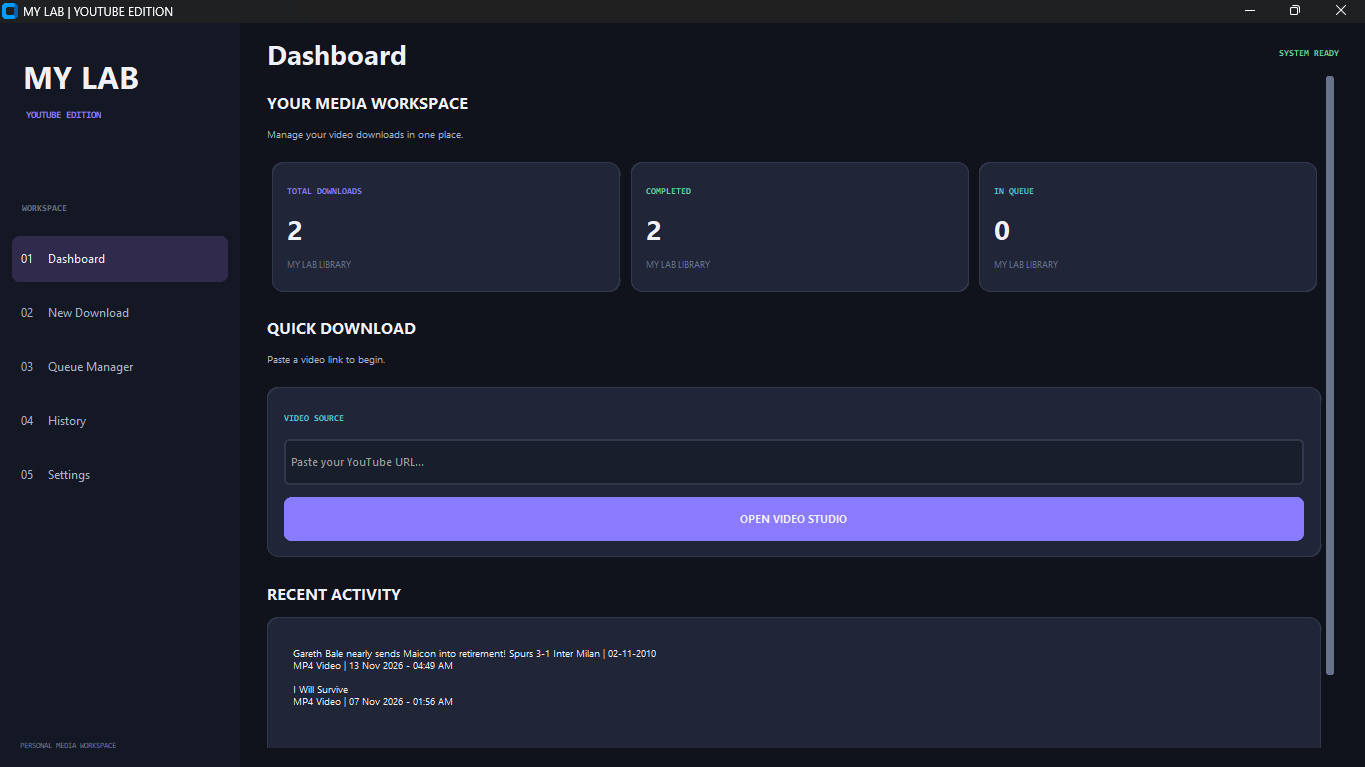 MY LAB | YOUTUBE EDITION
MY LAB
YOUTUBE EDITION
WORKSPACE
01 Dashboard
02 New Download
03 Queue Manager
04 History
05 Settings
PERSONAL MEDIA WORKSPACE
Dashboard
SYSTEM READY
YOUR MEDIA WORKSPACE
Manage your video downloads in one place.
TOTAL DOWNLOADS
2
MY LAB LIBRARY
COMPLETED
2
MY LAB LIBRARY
IN QUEUE
0
MY LAB LIBRARY
QUICK DOWNLOAD
Paste a video link to begin.
VIDEO SOURCE
Paste your YouTube URL...
OPEN VIDEO STUDIO
RECENT ACTIVITY
Gareth Bale nearly sends Maicon into retirement! Spurs 3-1 Inter Milan | 02-11-2010
MP4 Video | 13 Nov 2026 - 04:49 AM
I Will Survive
MP4 Video | 07 Nov 2026 - 01:56 AM